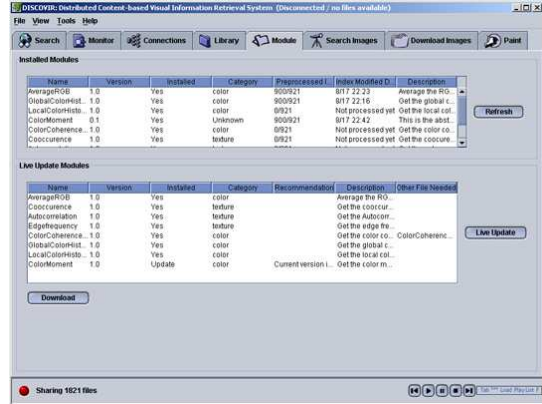 DISCOVIR: Distributed Content-based Visual Information Retrieval System (Disconnected / no files available)
File View Tools Help
Search Monitor Connections Library Module Search Images Download Images Paint
Installed Modules
Name Version Installed Category Preprocessed I... Index Modified D... Description
AverageRGB 1.0 Yes color 900/921 8/17 22:23 Average the RG...
GlobalColorHist... 1.0 Yes color 900/921 8/17 22:16 Get the global c...
LocalColorHisto... 1.0 Yes color 0/921 Not processed yet Get the local col...
ColorMoment 0.1 Yes Unknown 900/921 8/17 22:42 This is the abst...
ColorCoherence... 1.0 Yes color 0/921 Not processed yet Get the color co...
Cooccurence 1.0 Yes texture 0/921 Not processed yet Get the coocure...
Refresh
Live Update Modules
Name Version Installed Category Recommendation Description Other File Needed
AverageRGB 1.0 Yes color Average the RG...
Cooccurence 1.0 Yes texture Get the cooccur...
Autocorrelation 1.0 Yes texture Get the Autocorr...
Edgefrequency 1.0 Yes texture Get the edge fre...
ColorCoherence... 1.0 Yes color Get the color co... ColorCoherenc...
GlobalColorHist... 1.0 Yes color Get the global c...
LocalColorHisto... 1.0 Yes color Get the local col...
ColorMoment 1.0 Update color Current version i... Get the color m...
Live Update
Download
Sharing 1821 files